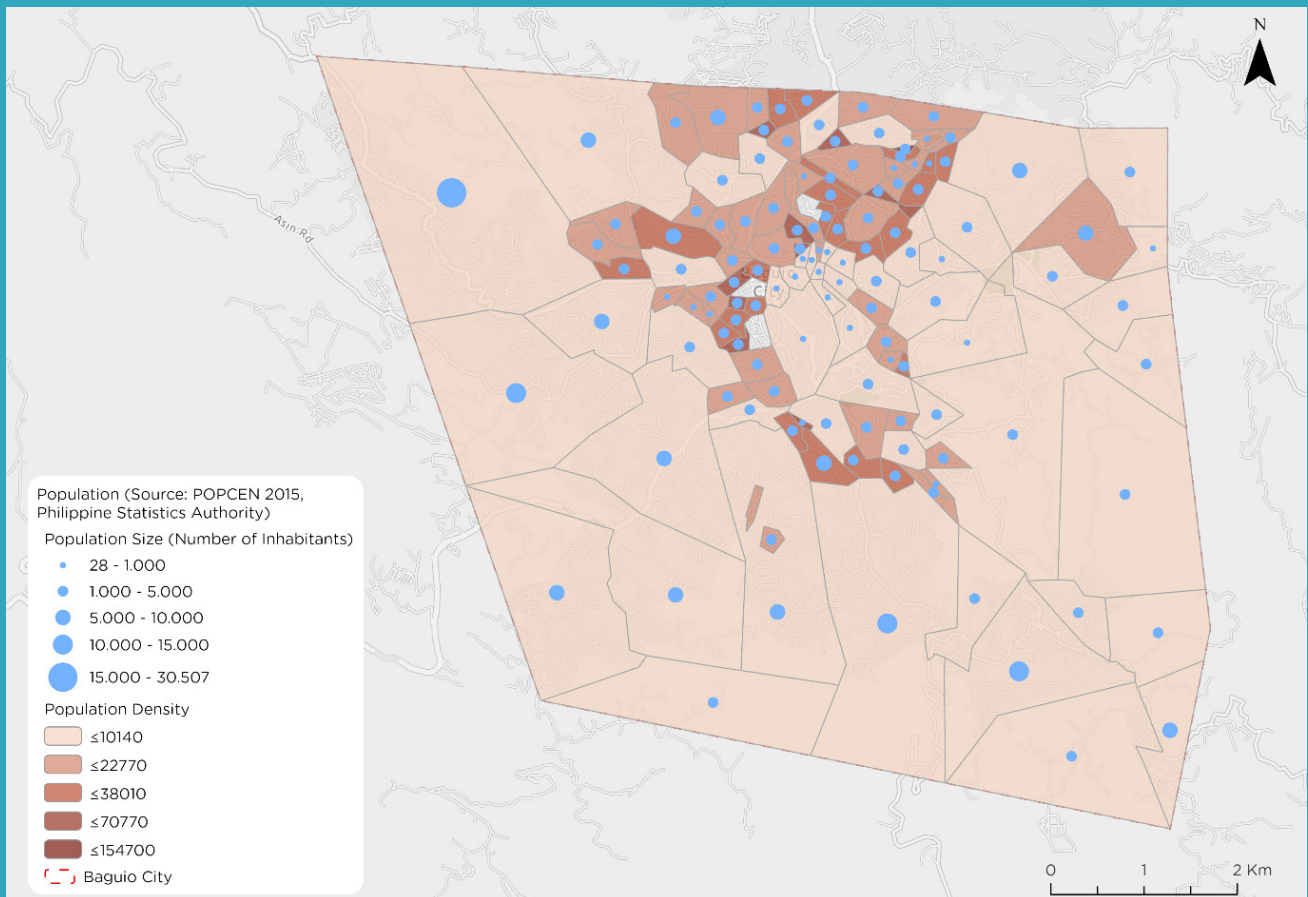 N
Asin Rd
Baguio
City
Population (Source: POPCEN 2015,
Philippine Statistics Authority)
Population Size (Number of Inhabitants)
28 - 1.000
1.000 - 5.000
5.000 - 10.000
10.000 - 15.000
15.000 - 30.507
Population Density
≤10140
≤22770
≤38010
≤70770
≤154700
Baguio City
0 1 2 Km